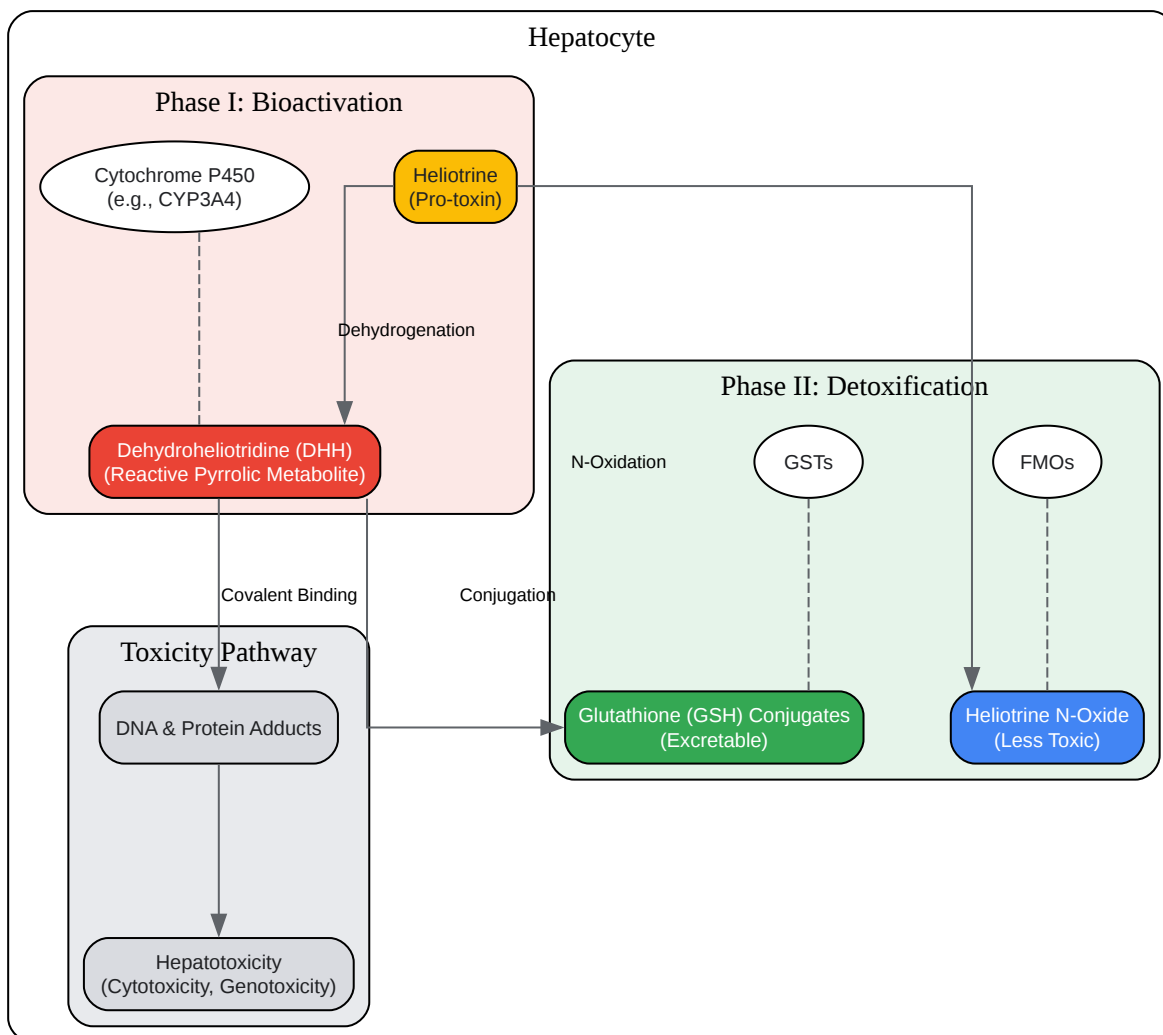 Hepatocyte
Phase I: Bioactivation
Cytochrome P450
(e.g., CYP3A4)
Heliotrine
(Pro-toxin)
Dehydrogenation
Dehydroheliotridine (DHH)
(Reactive Pyrrolic Metabolite)
Phase II: Detoxification
N-Oxidation
GSTs
FMOs
Covalent Binding
Conjugation
Toxicity Pathway
DNA & Protein Adducts
Glutathione (GSH) Conjugates
(Excretable)
Heliotrine N-Oxide
(Less Toxic)
Hepatotoxicity
(Cytotoxicity, Genotoxicity)